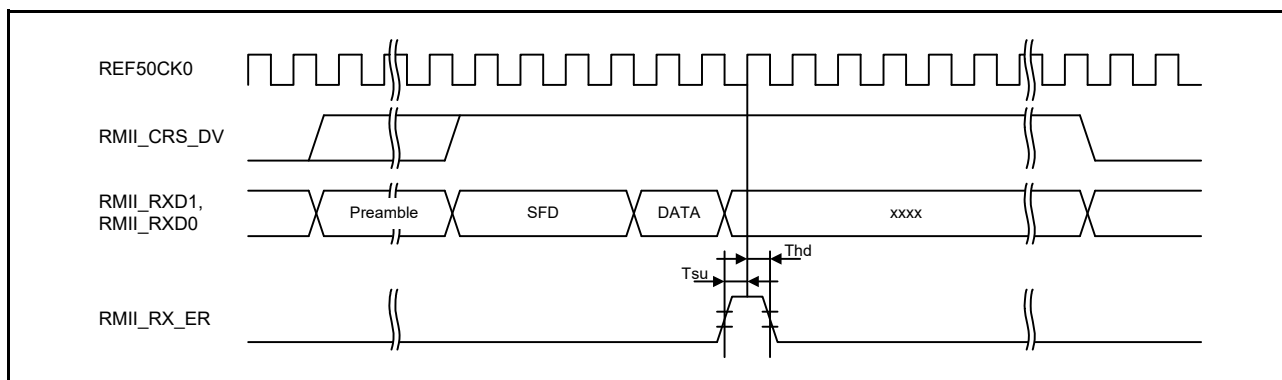 REF50CK0
RMII_CRS_DV
RMII_RXD1,
RMII_RXD0
Preamble
SFD
DATA
xxxx
Thd
Tsu
RMII_RX_ER